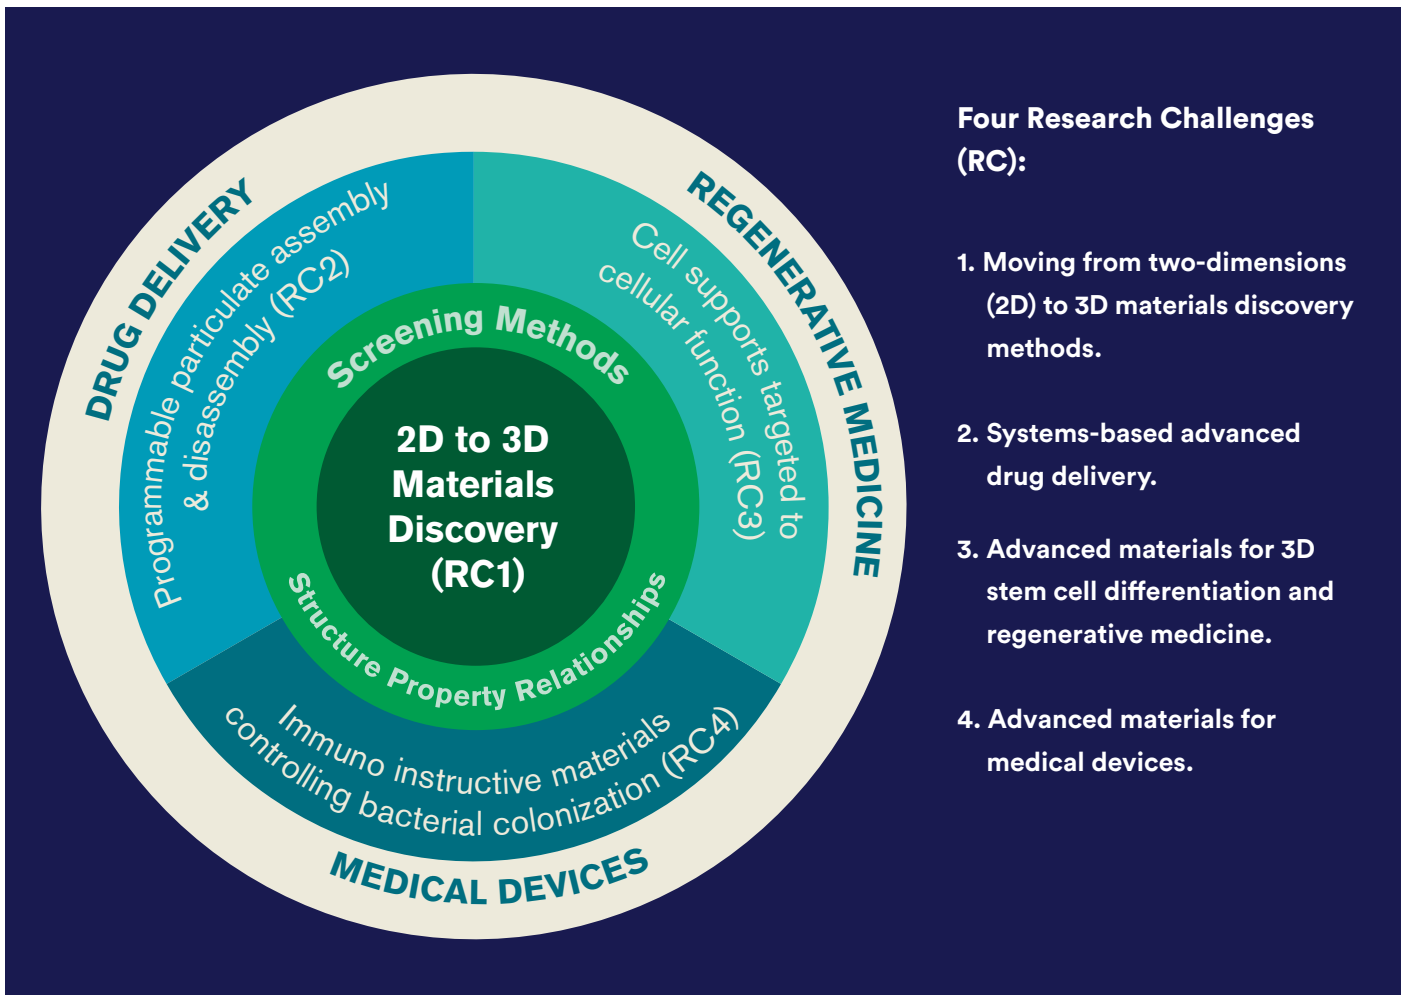 DRUG DELIVERY
Programmable particulate assembly
& disassembly (RC2)
REGENERATIVE MEDICINE
Cell supports targeted to
cellular function (RC3)
Screening Methods
2D to 3D
Materials
Discovery
(RC1)
Structure Property Relationships
Immuno instructive materials
controlling bacterial colonization (RC4)
MEDICAL DEVICES
Four Research Challenges
(RC):
1. Moving from two-dimensions
(2D) to 3D materials discovery
methods.
2. Systems-based advanced
drug delivery.
3. Advanced materials for 3D
stem cell differentiation and
regenerative medicine.
4. Advanced materials for
medical devices.